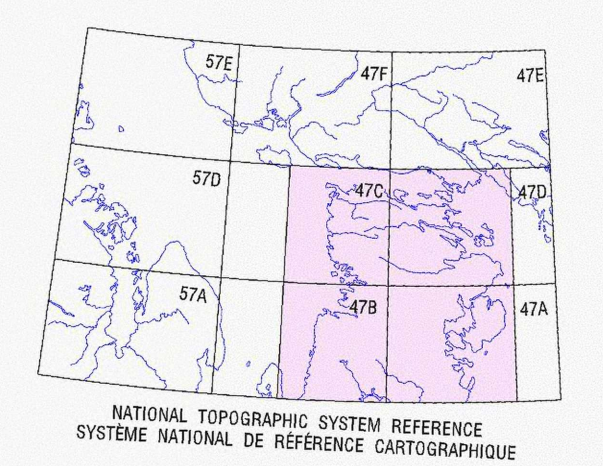 57E
47F
47E
57D
47C
47D
57A
47B
47A
NATIONAL TOPOGRAPHIC SYSTEM REFERENCE
SYSTÈME NATIONAL DE RÉFÉRENCE CARTOGRAPHIQUE